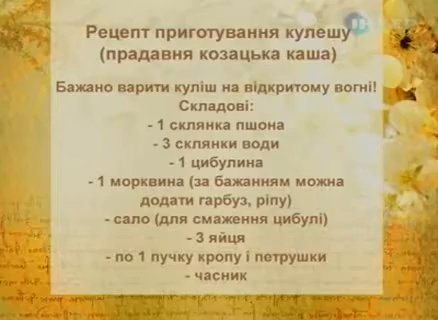 Рецепт приготування кулешу
(прадавня козацька каша)
Бажано варити куліш на відкритому вогні!
Складові:
- 1 склянка пшона
- 3 склянки води
- 1 цибулина
- 1 морквина (за бажанням можна
додати гарбуз, ріпу)
- сало (для смаження цибулі)
- 3 яйця
- по 1 пучку кропу і петрушки
- часник